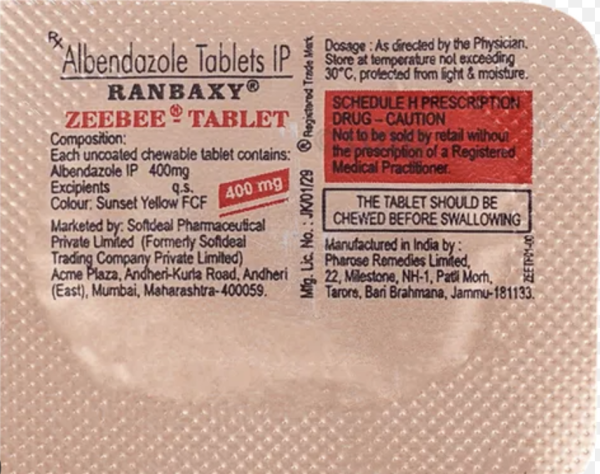 Rx
Albendazole Tablets IP
RANBAXY®
ZEEBEE® - TABLET
Composition:
Each uncoated chewable tablet contains:
Albendazole IP 400mg
Excipients q.s.
Colour: Sunset Yellow FCF
400 mg
Marketed by: Softdeal Pharmaceutical
Private Limited (Formerly Softdeal
Trading Company Private Limited)
Acme Plaza, Andheri-Kurla Road, Andheri
(East), Mumbai, Maharashtra-400059.
Mfg. Lic. No. : JK/01/29 ® Registered Trade Mark
Dosage : As directed by the Physician.
Store at temperature not exceeding
30°C, protected from light & moisture.
SCHEDULE H PRESCRIPTION
DRUG – CAUTION
Not to be sold by retail without
the prescription of a Registered
Medical Practitioner.
THE TABLET SHOULD BE
CHEWED BEFORE SWALLOWING
Manufactured in India by :
Pharose Remedies Limited,
22, Milestone, NH-1, Patli Morh,
Tarore, Bari Brahmana, Jammu-181133.